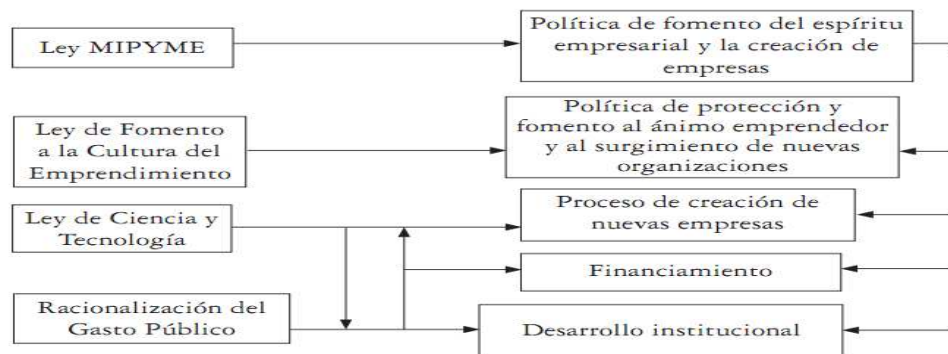 Ley MIPYME
Política de fomento del espíritu
empresarial y la creación de
empresas
Ley de Fomento
a la Cultura del
Emprendimiento
Política de protección y
fomento al ánimo emprendedor
y al surgimiento de nuevas
organizaciones
Ley de Ciencia y
Tecnología
Proceso de creación de
nuevas empresas
Financiamiento
Racionalización del
Gasto Público
Desarrollo institucional